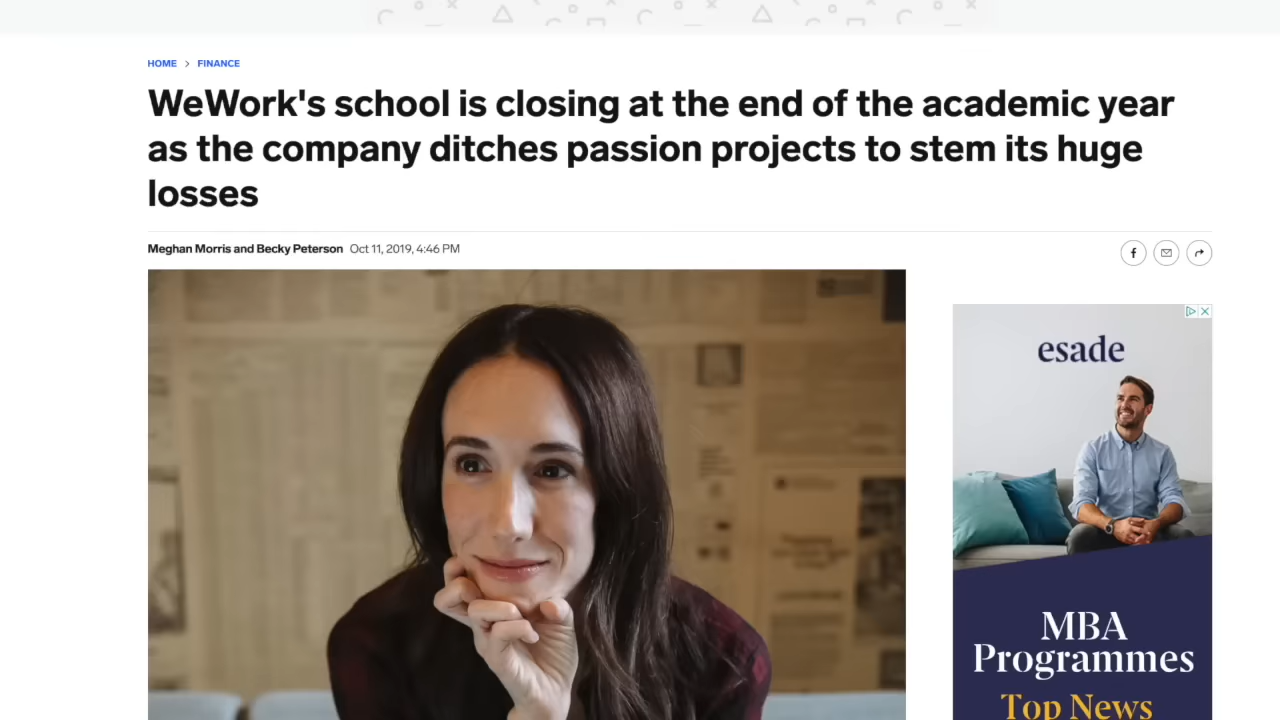 HOME > FINANCE
WeWork's school is closing at the end of the academic year
as the company ditches passion projects to stem its huge
losses
Meghan Morris and Becky Peterson Oct 11, 2019, 4:46 PM
esade
MBA
Programmes
Top News